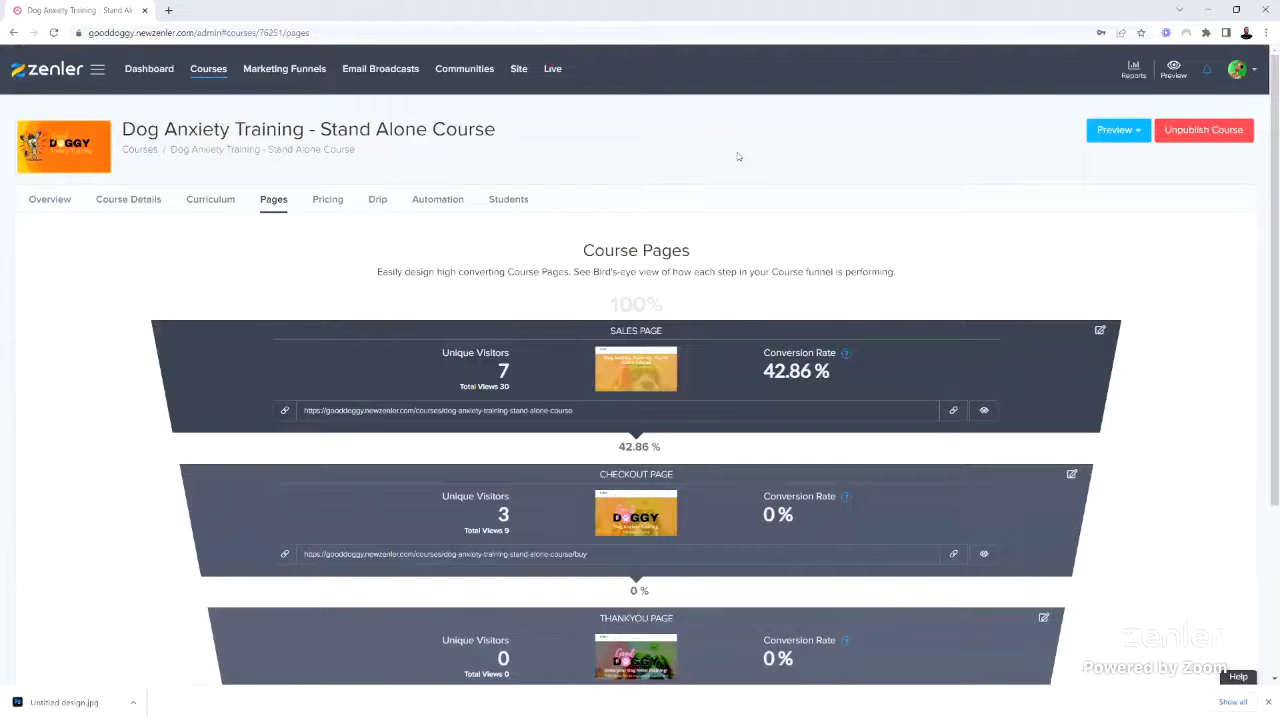 Dog Anxiety Training - Stand Al
gooddoggy.newzenler.com/admin#courses/76251/pages
zenler
Dashboard
Courses
Marketing Funnels
Email Broadcasts
Communities
Site
Live
Reports
Preview
DOGGY
Dog Anxiety Training - Stand Alone Course
Courses / Dog Anxiety Training - Stand Alone Course
Preview
Unpublish Course
Overview
Course Details
Curriculum
Pages
Pricing
Drip
Automation
Students
Course Pages
Easily design high converting Course Pages. See Bird's-eye view of how each step in your Course funnel is performing.
100%
SALES PAGE
Unique Visitors
7
Total Views 30
Conversion Rate ?
42.86 %
https://gooddoggy.newzenler.com/courses/dog-anxiety-training-stand-alone-course
42.86 %
CHECKOUT PAGE
Unique Visitors
3
Total Views 9
DOGGY
Conversion Rate ?
0 %
https://gooddoggy.newzenler.com/courses/dog-anxiety-training-stand-alone-course/buy
0 %
THANKYOU PAGE
Unique Visitors
0
Total Views 0
Good
DOGGY
Conversion Rate ?
0 %
zenler
Powered by Zoom
Help
Untitled design.jpg
Show all